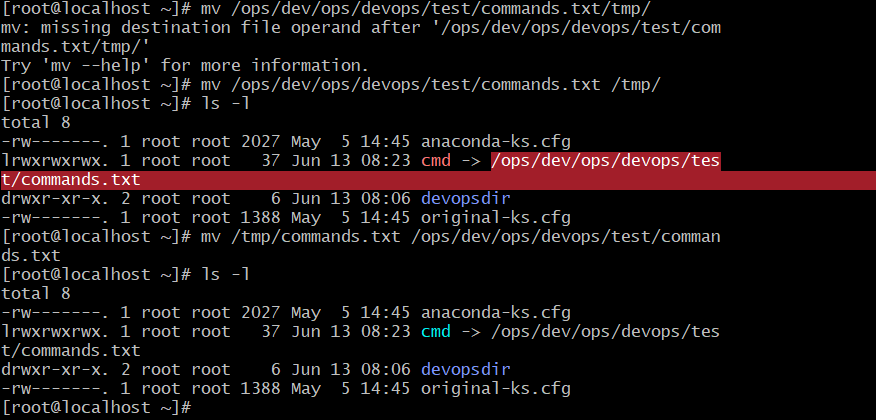 [root@localhost ~]# mv /ops/dev/ops/devops/test/commands.txt/tmp/
mv: missing destination file operand after '/ops/dev/ops/devops/test/com
mands.txt/tmp/'
Try 'mv --help' for more information.
[root@localhost ~]# mv /ops/dev/ops/devops/test/commands.txt /tmp/
[root@localhost ~]# ls -l
total 8
-rw-------. 1 root root 2027 May  5 14:45 anaconda-ks.cfg
lrwxrwxrwx. 1 root root   37 Jun 13 08:23 cmd -> /ops/dev/ops/devops/tes
t/commands.txt
drwxr-xr-x. 2 root root    6 Jun 13 08:06 devopsdir
-rw-------. 1 root root 1388 May  5 14:45 original-ks.cfg
[root@localhost ~]# mv /tmp/commands.txt /ops/dev/ops/devops/test/comman
ds.txt
[root@localhost ~]# ls -l
total 8
-rw-------. 1 root root 2027 May  5 14:45 anaconda-ks.cfg
lrwxrwxrwx. 1 root root   37 Jun 13 08:23 cmd -> /ops/dev/ops/devops/tes
t/commands.txt
drwxr-xr-x. 2 root root    6 Jun 13 08:06 devopsdir
-rw-------. 1 root root 1388 May  5 14:45 original-ks.cfg
[root@localhost ~]#